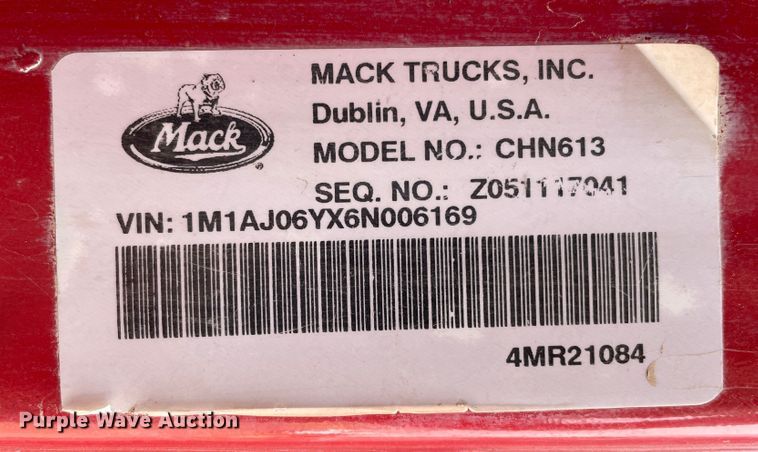 Mack
®
MACK TRUCKS, INC.
Dublin, VA, U.S.A.
MODEL NO.: CHN613
SEQ. NO.: Z051117041
VIN: 1M1AJ06YX6N006169
4MR21084
Purple Wave Auction